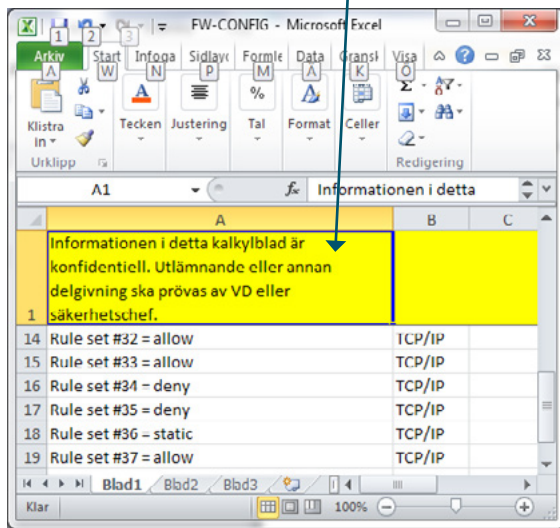 FW-CONFIG - Microsoft Excel
1 2 3
Arkiv Start Infoga Sidlayo Formle Data Gransk Visa
A W N P M A K Ö
Klistra in
Tecken Justering Tal Format Celler
Urklipp Redigering
A1 fx Informationen i detta
A B C
1 Informationen i detta kalkylblad är
konfidentiell. Utlämnande eller annan
delgivning ska prövas av VD eller
säkerhetschef.
14 Rule set #32 = allow TCP/IP
15 Rule set #33 = allow TCP/IP
16 Rule set #34 = deny TCP/IP
17 Rule set #35 = deny TCP/IP
18 Rule set #36 = static TCP/IP
19 Rule set #37 = allow TCP/IP
Blad1 Blad2 Blad3
Klar 100%